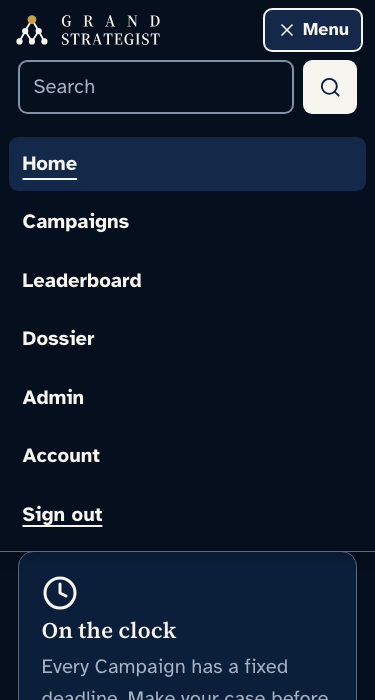 GRAND
STRATEGIST
Menu
Search
Home
Campaigns
Leaderboard
Dossier
Admin
Account
Sign out
On the clock
Every Campaign has a fixed
deadline. Make your case before